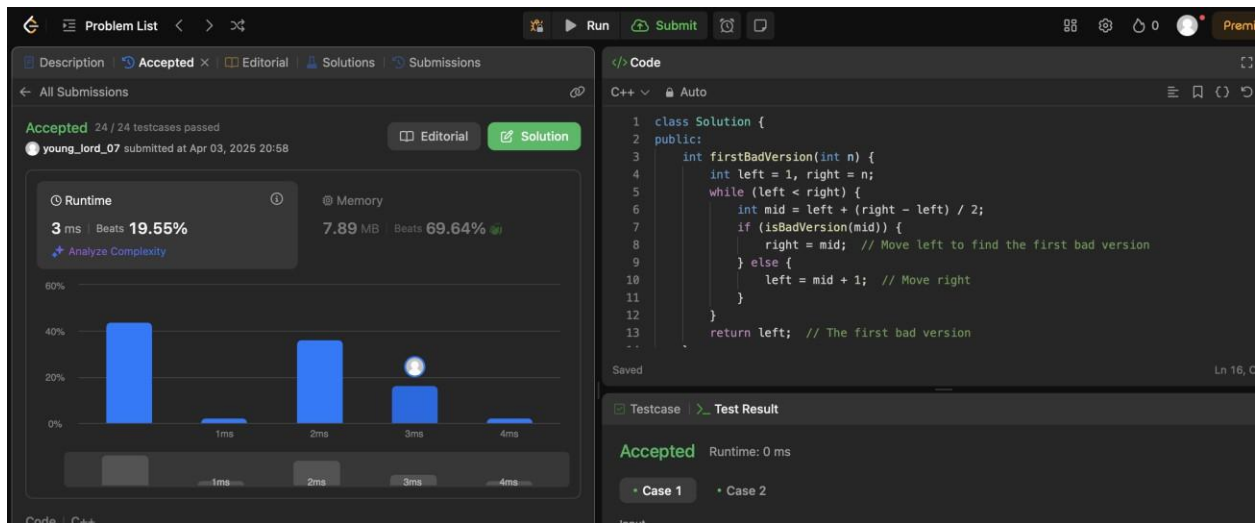 Problem List
Run
Submit
0
Premi
Description
Accepted
Editorial
Solutions
Submissions
All Submissions
Accepted 24 / 24 testcases passed
young_lord_07 submitted at Apr 03, 2025 20:58
Editorial
Solution
Runtime
3 ms Beats 19.55%
Analyze Complexity
Memory
7.89 MB Beats 69.64%
60%
40%
20%
0%
1ms 2ms 3ms 4ms
1ms 2ms 3ms 4ms
Code C++
</> Code
C++ Auto
1 class Solution {
2 public:
3 int firstBadVersion(int n) {
4 int left = 1, right = n;
5 while (left < right) {
6 int mid = left + (right - left) / 2;
7 if (isBadVersion(mid)) {
8 right = mid; // Move left to find the first bad version
9 } else {
10 left = mid + 1; // Move right
11 }
12 }
13 return left; // The first bad version
Saved
Ln 16, C
Testcase
>_ Test Result
Accepted Runtime: 0 ms
• Case 1 • Case 2